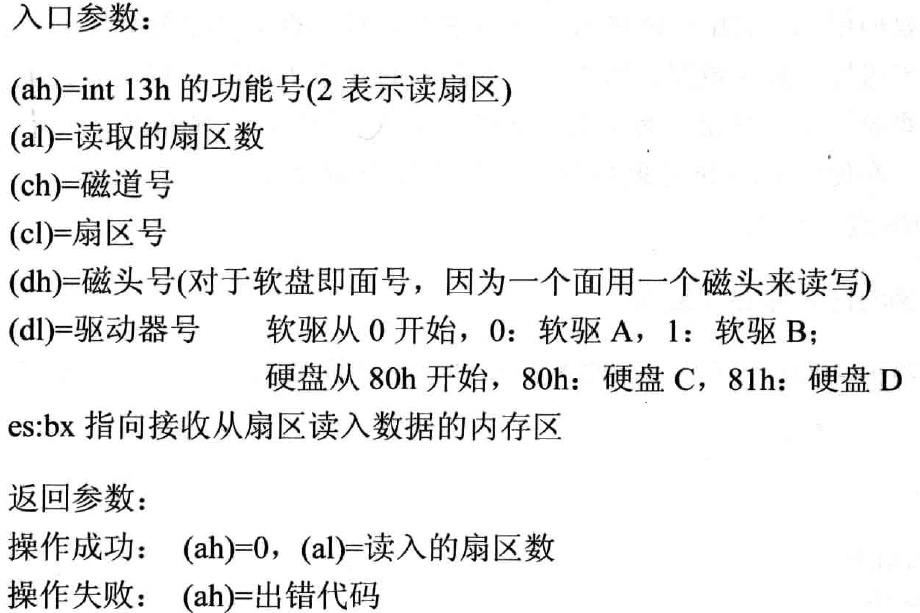 入口参数：
(ah)=int 13h 的功能号(2 表示读扇区)
(al)=读取的扇区数
(ch)=磁道号
(cl)=扇区号
(dh)=磁头号(对于软盘即面号，因为一个面用一个磁头来读写)
(dl)=驱动器号 软驱从 0 开始，0：软驱 A，1：软驱 B；
硬盘从 80h 开始，80h：硬盘 C，81h：硬盘 D
es:bx 指向接收从扇区读入数据的内存区
返回参数：
操作成功： (ah)=0，(al)=读入的扇区数
操作失败： (ah)=出错代码